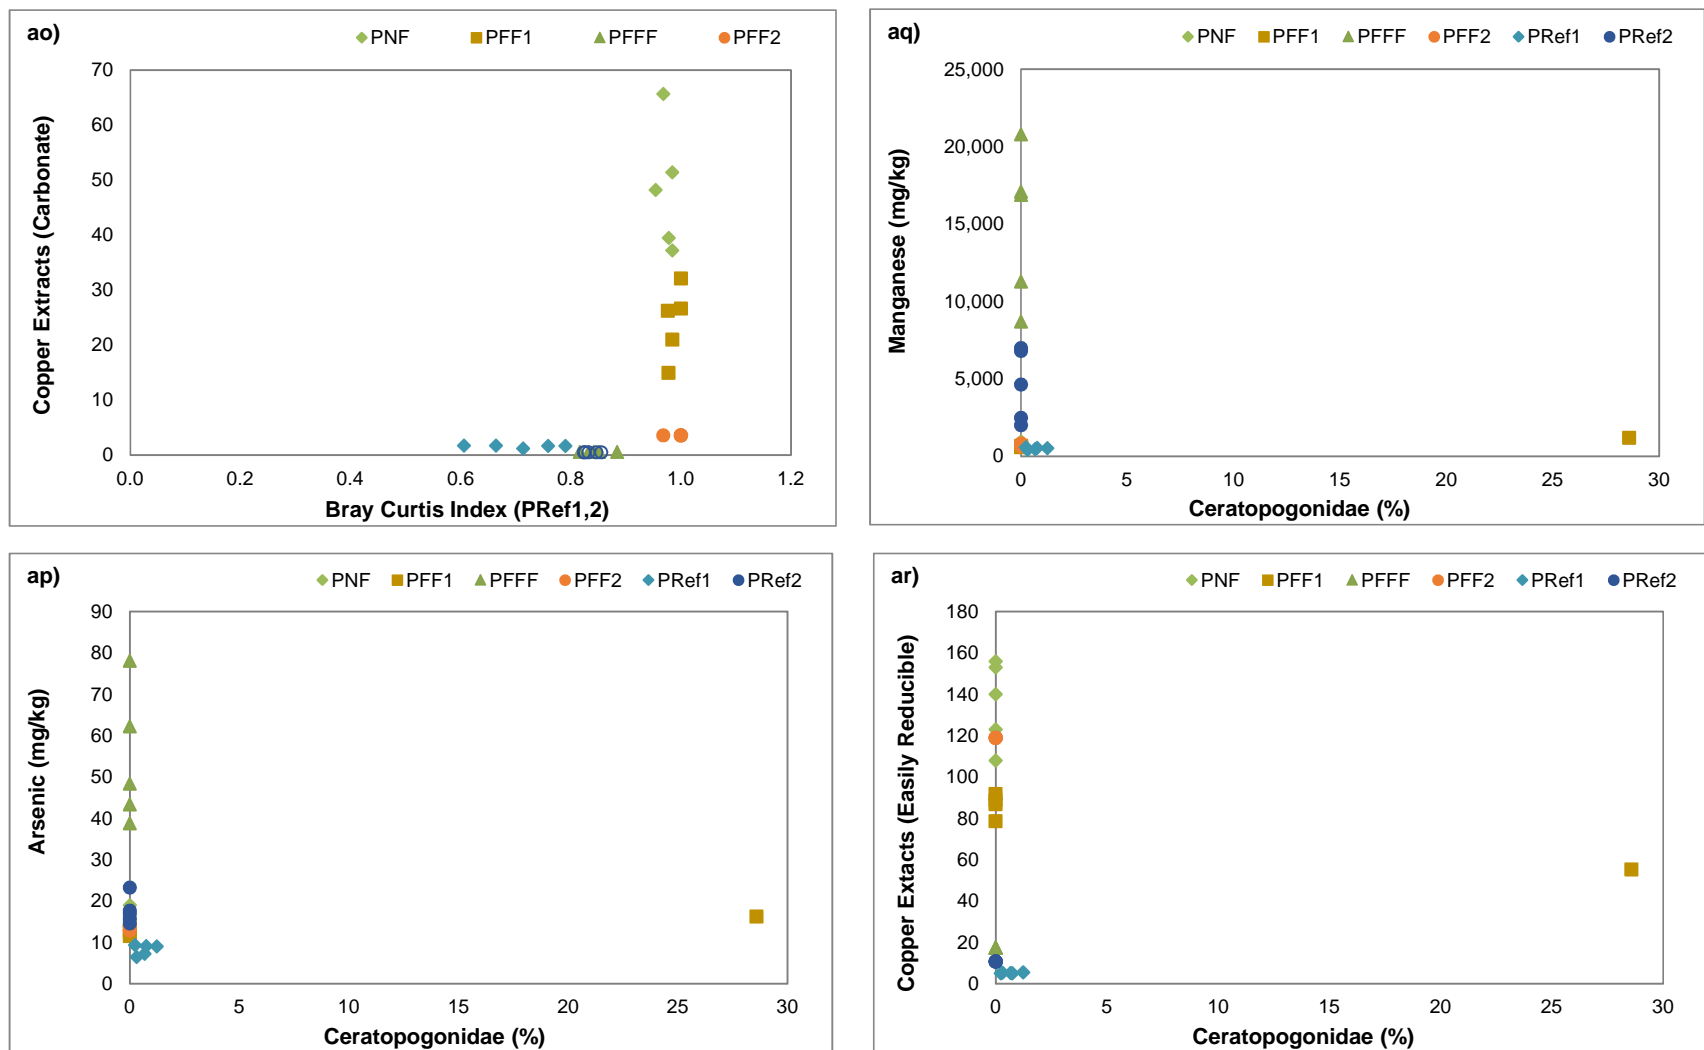 ao)
PNF PFF1 PFFF PFF2
70
60
50
40
30
20
10
0
0.0 0.2 0.4 0.6 0.8 1.0 1.2
Copper Extracts (Carbonate)
Bray Curtis Index (PRef1,2)
aq)
PNF PFF1 PFFF PFF2 PRef1 PRef2
25,000
20,000
15,000
10,000
5,000
0
0 5 10 15 20 25 30
Manganese (mg/kg)
Ceratopogonidae (%)
ap)
PNF PFF1 PFFF PFF2 PRef1 PRef2
90
80
70
60
50
40
30
20
10
0
0 5 10 15 20 25 30
Arsenic (mg/kg)
Ceratopogonidae (%)
ar)
PNF PFF1 PFFF PFF2 PRef1 PRef2
180
160
140
120
100
80
60
40
20
0
0 5 10 15 20 25 30
Copper Extacts (Easily Reducible)
Ceratopogonidae (%)